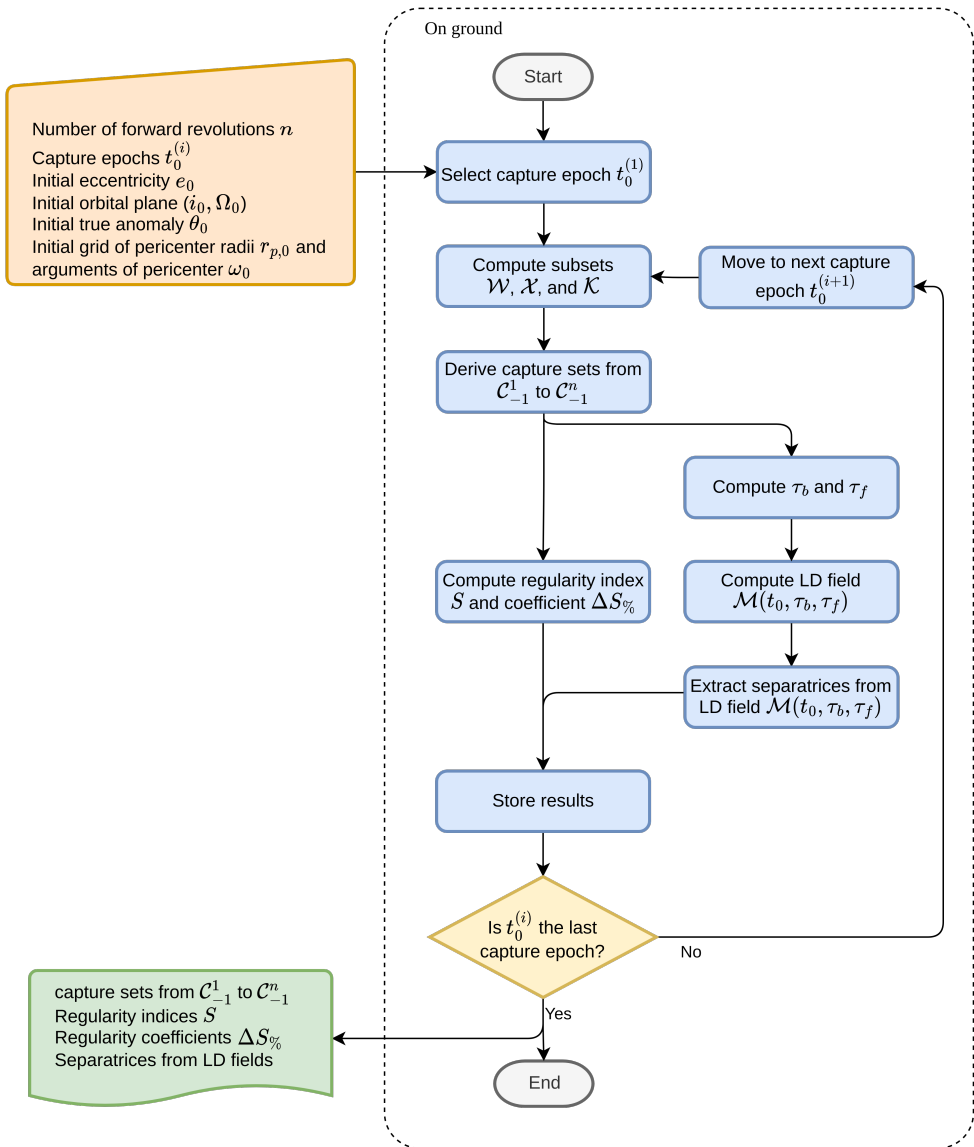 On ground
Start
Number of forward revolutions n
Capture epochs t_0^{(i)}
Initial eccentricity e_0
Initial orbital plane (i_0, Ω_0)
Initial true anomaly θ_0
Initial grid of pericenter radii r_{p,0} and
arguments of pericenter ω_0
Select capture epoch t_0^{(1)}
Compute subsets
𝒲, 𝒳, and 𝒦
Move to next capture
epoch t_0^{(i+1)}
Derive capture sets from
𝒞_{-1}^1 to 𝒞_{-1}^n
Compute τ_b and τ_f
Compute regularity index
S and coefficient ΔS_%
Compute LD field
ℳ(t_0, τ_b, τ_f)
Extract separatrices from
LD field ℳ(t_0, τ_b, τ_f)
Store results
Is t_0^{(i)} the last
capture epoch?
No
Yes
capture sets from 𝒞_{-1}^1 to 𝒞_{-1}^n
Regularity indices S
Regularity coefficients ΔS_%
Separatrices from LD fields
End